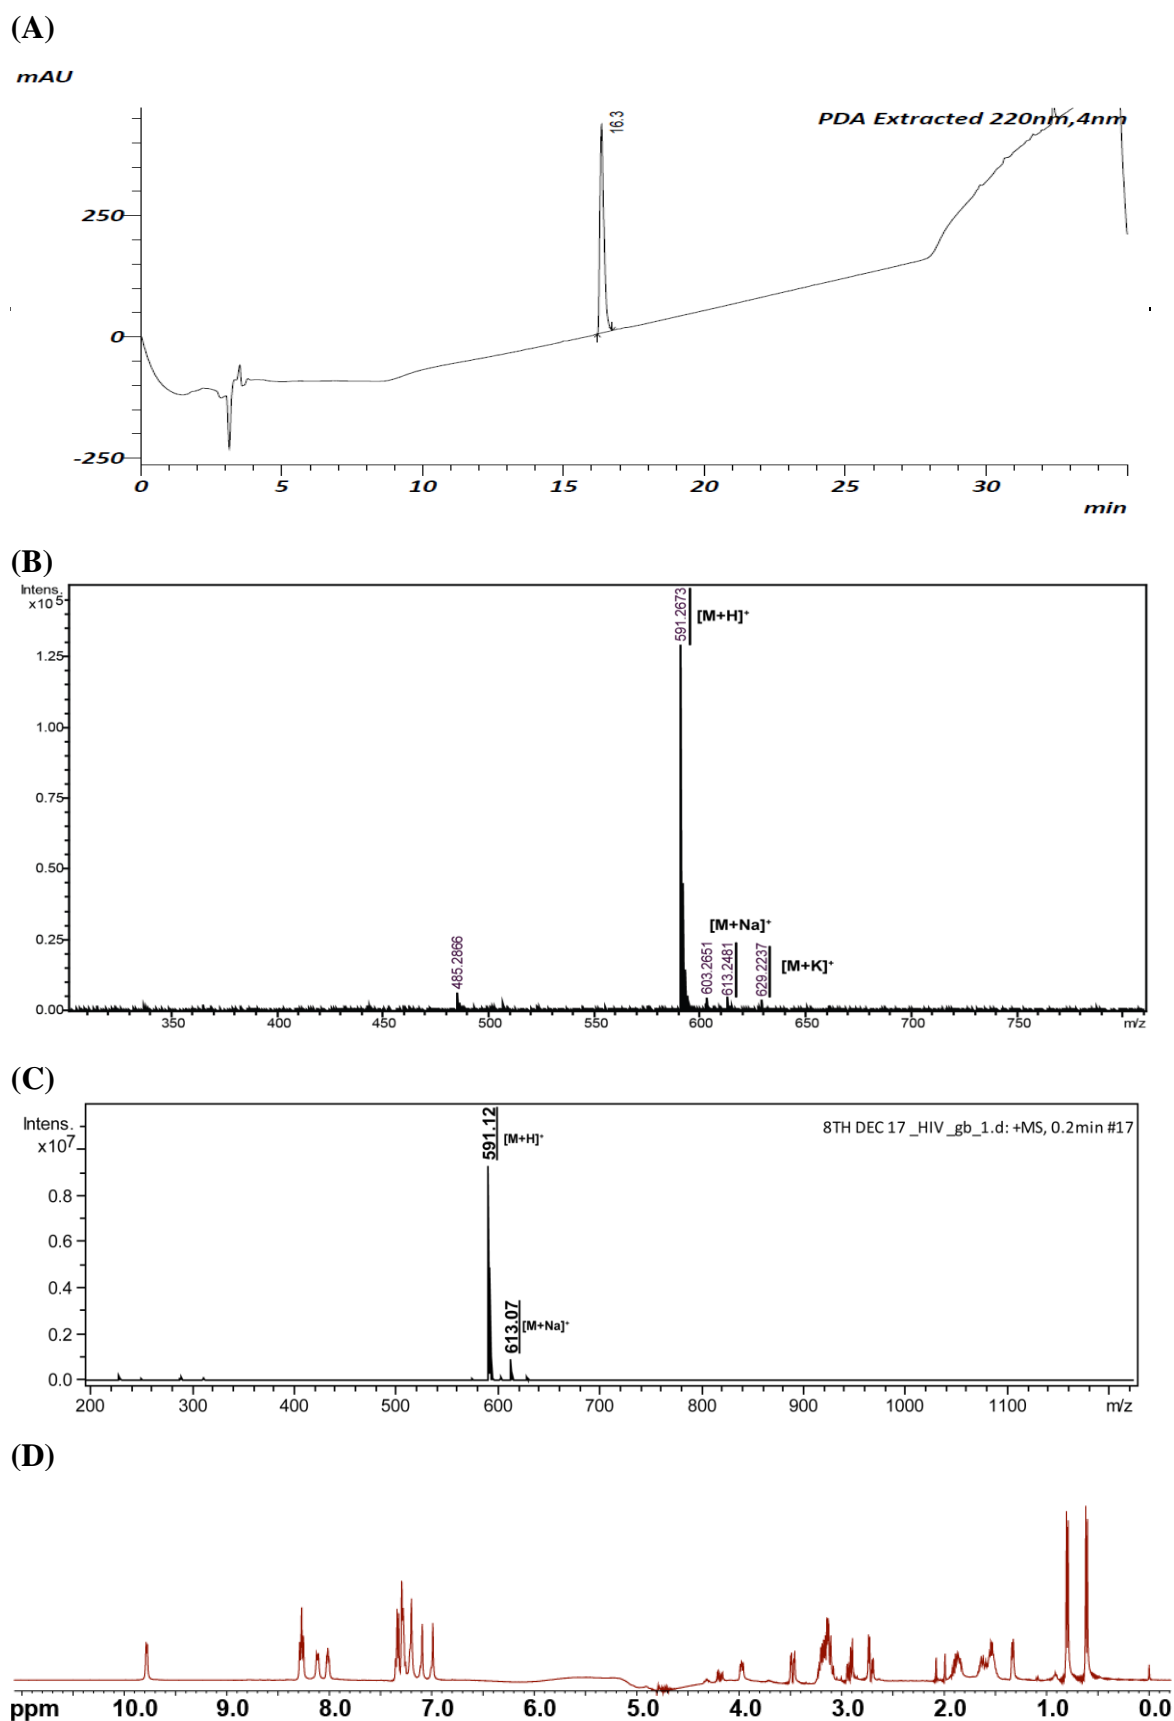 (A)
mAU
PDA Extracted 220nm,4nm
16.3
250
0
-250
0 5 10 15 20 25 30
min
(B)
Intens.
x10 5
591.2673
[M+H]+
1.25
1.00
0.75
0.50
0.25
0.00
485.2866
603.2651
[M+Na]+
613.2481
629.2237
[M+K]+
350 400 450 500 550 600 650 700 750 m/z
(C)
Intens.
x10 7
591.12
[M+H]+
8TH DEC 17 _HIV _gb_1.d: +MS, 0.2min #17
0.8
0.6
0.4
0.2
0.0
613.07
[M+Na]+
200 300 400 500 600 700 800 900 1000 1100 m/z
(D)
ppm 10.0 9.0 8.0 7.0 6.0 5.0 4.0 3.0 2.0 1.0 0.0